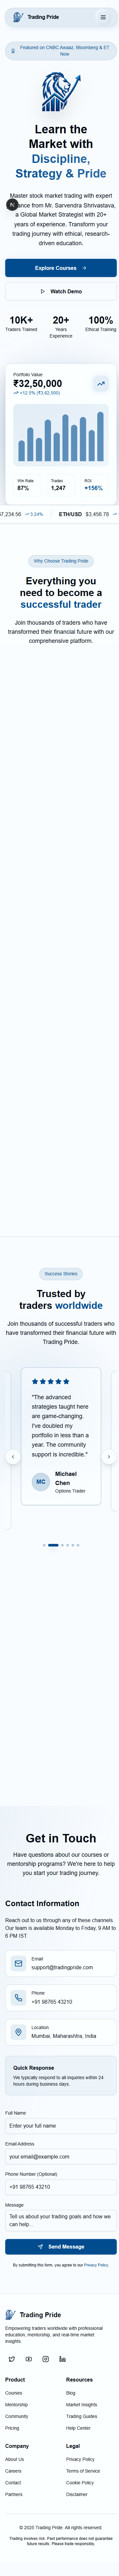 Trading Pride
Featured on CNBC Awaaz, Bloomberg & ET
Now
Learn the
Market with
Discipline,
Strategy & Pride
Master stock market trading with expert
guidance from Mr. Sarvendra Shrivastava,
a Global Market Strategist with 20+
years of experience. Transform your
trading journey with ethical, research-
driven education.
N
Explore Courses
Watch Demo
10K+
Traders Trained
20+
Years
Experience
100%
Ethical Training
Portfolio Value
₹32,50,000
+12.5% (₹3,62,500)
Win Rate
87%
Trades
1,247
ROI
+156%
67,234.56 3.24% ETH/USD $3,456.78
Why Choose Trading Pride
Everything you
need to become a
successful trader
Join thousands of traders who have
transformed their financial future with our
comprehensive platform.
Success Stories
Trusted by
traders worldwide
Join thousands of successful traders who
have transformed their financial future with
Trading Pride.
"The advanced
strategies taught here
are game-changing.
I've doubled my
portfolio in less than a
year. The community
support is incredible."
MC
Michael
Chen
Options Trader
Get in Touch
Have questions about our courses or
mentorship programs? We're here to help
you start your trading journey.
Contact Information
Reach out to us through any of these channels.
Our team is available Monday to Friday, 9 AM to
6 PM IST.
Email
support@tradingpride.com
Phone
+91 98765 43210
Location
Mumbai, Maharashtra, India
Quick Response
We typically respond to all inquiries within 24
hours during business days.
Full Name
Enter your full name
Email Address
your.email@example.com
Phone Number (Optional)
+91 98765 43210
Message
Tell us about your trading goals and how we
can help...
Send Message
By submitting this form, you agree to our Privacy Policy.
Trading Pride
Empowering traders worldwide with professional
education, mentorship, and real-time market
insights.
Product
Courses
Mentorship
Community
Pricing
Resources
Blog
Market Insights
Trading Guides
Help Center
Company
About Us
Careers
Contact
Partners
Legal
Privacy Policy
Terms of Service
Cookie Policy
Disclaimer
© 2025 Trading Pride. All rights reserved.
Trading involves risk. Past performance does not guarantee
future results. Please trade responsibly.